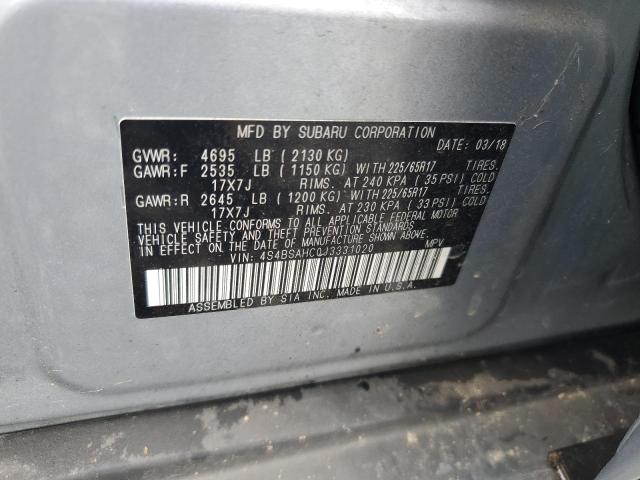 MFD BY SUBARU CORPORATION
DATE: 03/18
GVWR: 4695 LB ( 2130 KG)
GAWR:F 2535 LB ( 1150 KG) WITH 225/65R17 TIRES.
17X7J RIMS. AT 240 KPA ( 35 PSI) COLD
GAWR:R 2645 LB ( 1200 KG) WITH 225/65R17 TIRES.
17X7J RIMS. AT 230 KPA ( 33 PSI) COLD
THIS VEHICLE CONFORMS TO ALL APPLICABLE FEDERAL MOTOR
VEHICLE SAFETY AND THEFT PREVENTION STANDARDS
IN EFFECT ON THE DATE OF MANUFACTURE SHOWN ABOVE.
VIN: 4S4BSAHC0J3331020 MPV
ASSEMBLED BY SIA INC. MADE IN U.S.A.